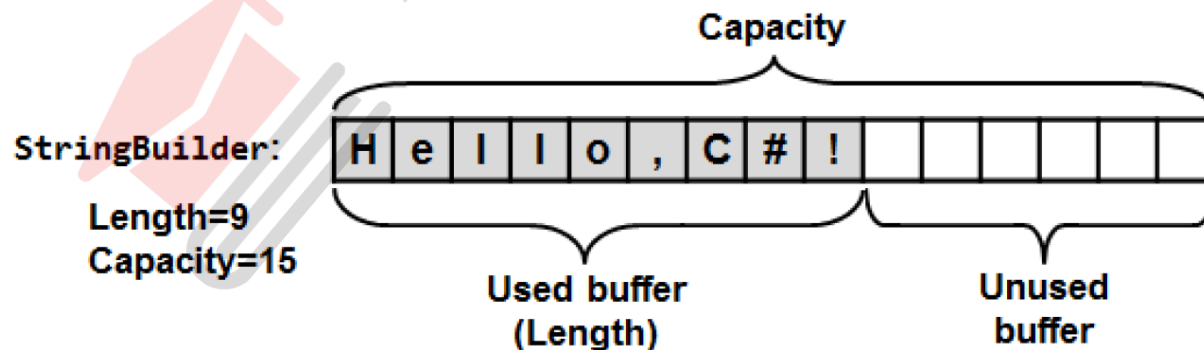 Capacity
StringBuilder:
H e l l o , C # !
Length=9
Capacity=15
Used buffer
(Length)
Unused
buffer